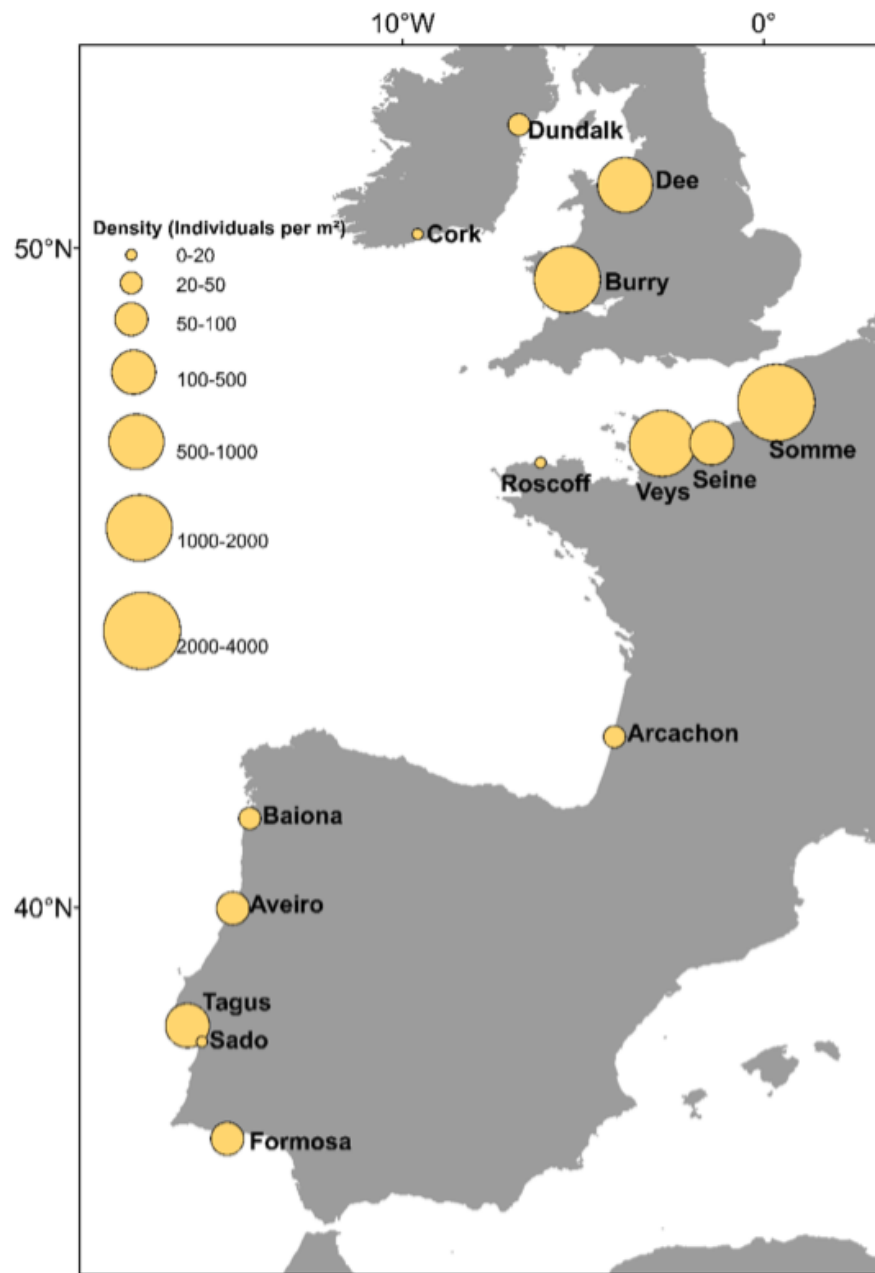 10°W
0°
Dundalk
Dee
Density (Individuals per m²)
Cork
50°N
0-20
20-50
Burry
50-100
100-500
500-1000
Somme
Seine
Roscoff
Veys
1000-2000
2000-4000
Arcachon
Baiona
40°N
Aveiro
Tagus
Sado
Formosa